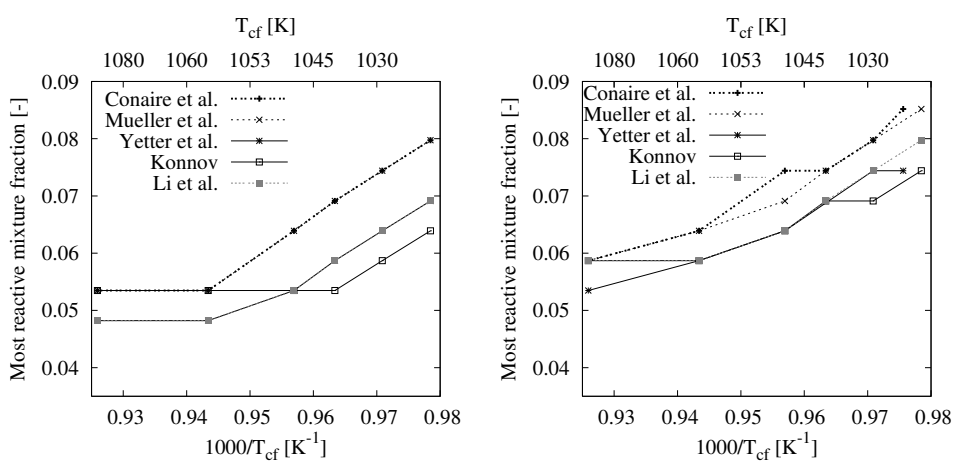 T_cf [K]
1080 1060 1053 1045 1030
0.09
0.08
0.07
0.06
0.05
0.04
Most reactive mixture fraction [-]
Conaire et al.
Mueller et al.
Yetter et al.
Konnov
Li et al.
0.93 0.94 0.95 0.96 0.97 0.98
1000/T_cf [K^-1]
T_cf [K]
1080 1060 1053 1045 1030
0.09
0.08
0.07
0.06
0.05
0.04
Most reactive mixture fraction [-]
Conaire et al.
Mueller et al.
Yetter et al.
Konnov
Li et al.
0.93 0.94 0.95 0.96 0.97 0.98
1000/T_cf [K^-1]